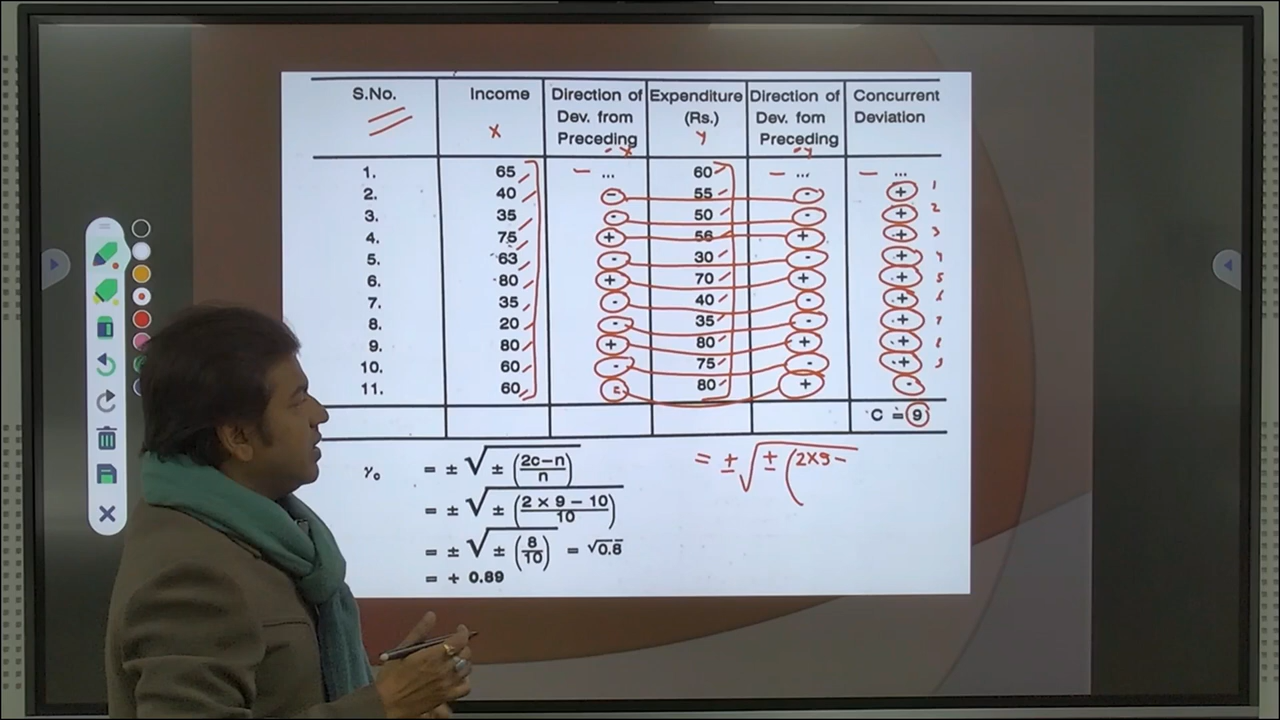 S.No. Income Direction of Dev. from Preceding Expenditure (Rs.) Direction of Dev. fom Preceding Concurrent Deviation
x x y y
1. 65 – ... 60 – ... – ...
2. 40 - 55 - + 1
3. 35 - 50 - + 2
4. 75 + 56 + + 3
5. 63 - 30 - + 4
6. 80 + 70 + + 5
7. 35 - 40 - + 6
8. 20 - 35 - + 7
9. 80 + 80 + + 8
10. 60 - 75 - + 9
11. 60 80 + -
C = 9
γ₀ = ± √ ± (2c–n / n)
= ± √ ± (2 × 9 – 10 / 10)
= ± √ ± (8 / 10) = √0.8
= + 0.89
= ± √ ± (2×9 –